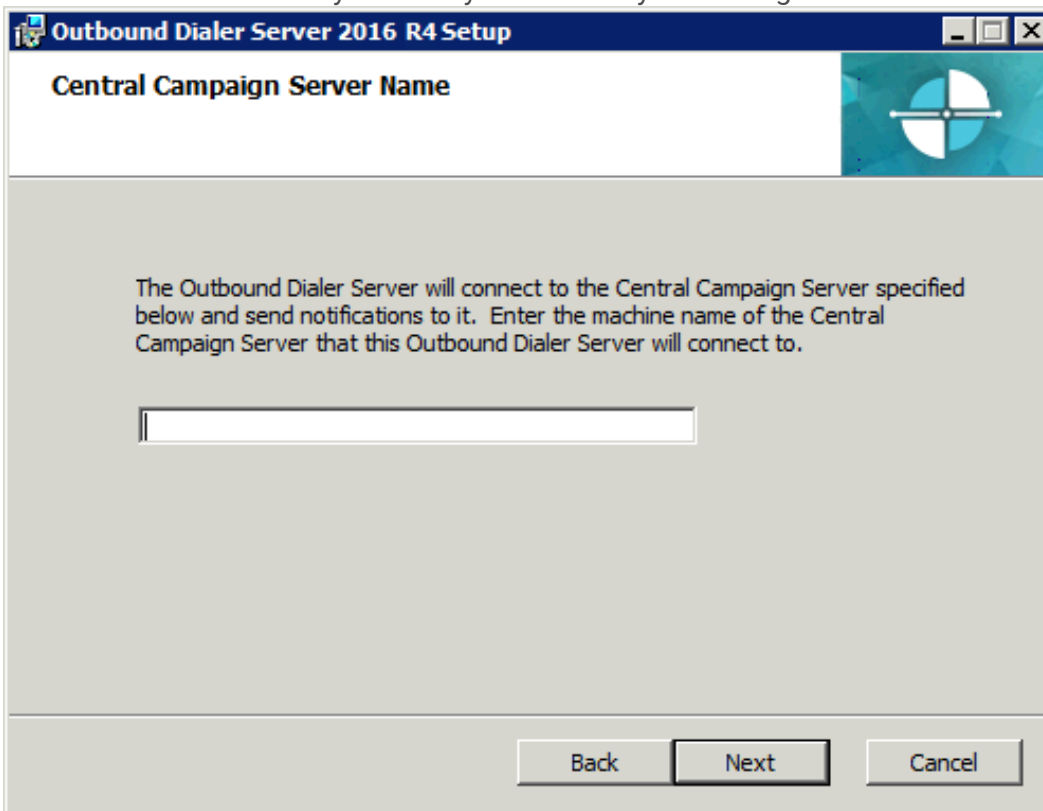 Outbound Dialer Server 2016 R4 Setup
Central Campaign Server Name
The Outbound Dialer Server will connect to the Central Campaign Server specified
below and send notifications to it.  Enter the machine name of the Central
Campaign Server that this Outbound Dialer Server will connect to.
Back
Next
Cancel